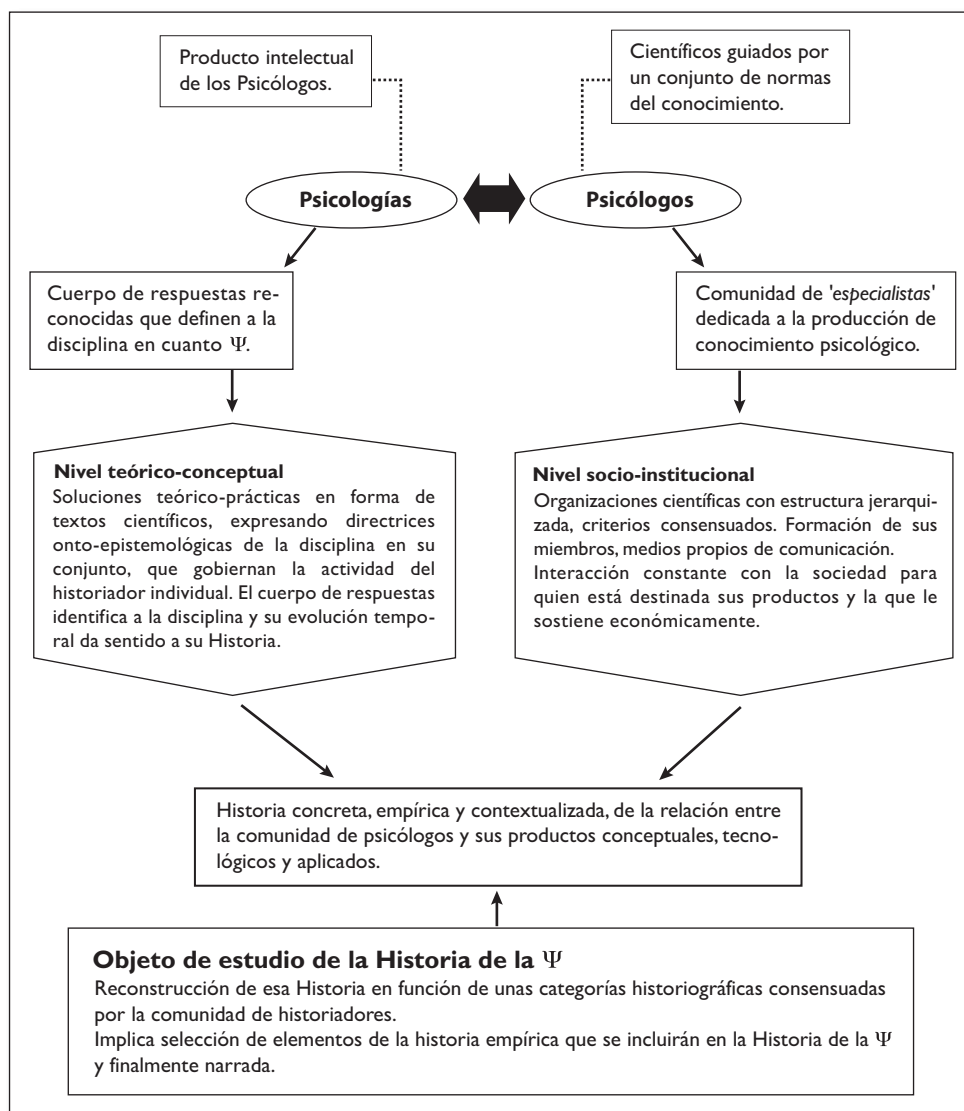 Producto intelectual
de los Psicólogos.
Científicos guiados por
un conjunto de normas
del conocimiento.
Psicologías
Psicólogos
Cuerpo de respuestas re-
conocidas que definen a la
disciplina en cuanto Ψ.
Comunidad de 'especialistas'
dedicada a la producción de
conocimiento psicológico.
Nivel teórico-conceptual
Soluciones teórico-prácticas en forma de
textos científicos, expresando directrices
onto-epistemológicas de la disciplina en su
conjunto, que gobiernan la actividad del
historiador individual. El cuerpo de respuestas
identifica a la disciplina y su evolución tempo-
ral da sentido a su Historia.
Nivel socio-institucional
Organizaciones científicas con estructura jerarqui-
zada, criterios consensuados. Formación de sus
miembros, medios propios de comunicación.
Interacción constante con la sociedad para
quien está destinada sus productos y la que le
sostiene económicamente.
Historia concreta, empírica y contextualizada, de la relación entre
la comunidad de psicólogos y sus productos conceptuales, tecno-
lógicos y aplicados.
Objeto de estudio de la Historia de la Ψ
Reconstrucción de esa Historia en función de unas categorías historiográficas consensuadas
por la comunidad de historiadores.
Implica selección de elementos de la historia empírica que se incluirán en la Historia de la Ψ
y finalmente narrada.